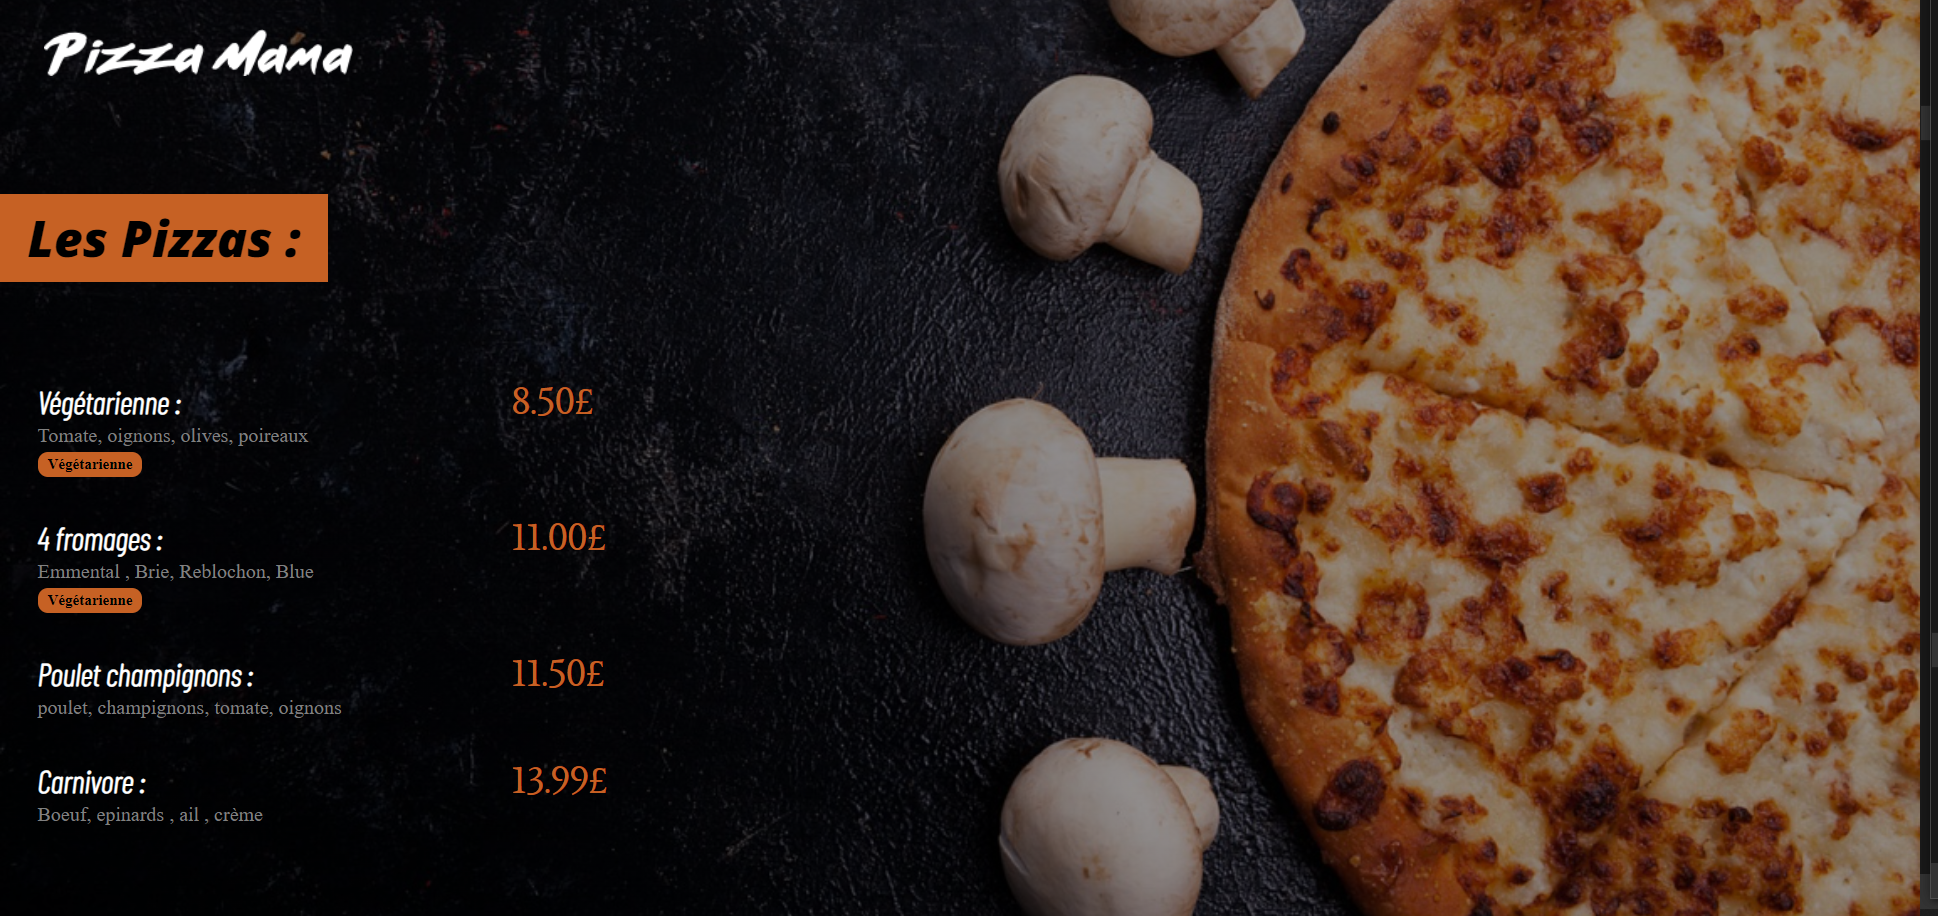 Pizza Mama
Les Pizzas :
Végétarienne : 8.50£
Tomate, oignons, olives, poireaux
Végétarienne
4 fromages : 11.00£
Emmental , Brie, Reblochon, Blue
Végétarienne
Poulet champignons : 11.50£
poulet, champignons, tomate, oignons
Carnivore : 13.99£
Boeuf, epinards , ail , crème